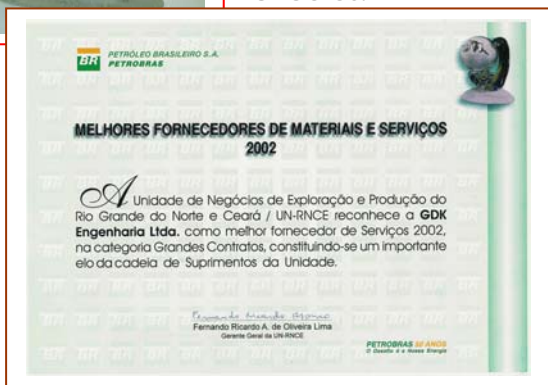 BR
PETRÓLEO BRASILEIRO S.A.
PETROBRAS
MELHORES FORNECEDORES DE MATERIAIS E SERVIÇOS
2002
A Unidade de Negócios de Exploração e Produção do
Rio Grande do Norte e Ceará / UN-RNCE reconhece a GDK
Engenharia Ltda. como melhor fornecedor de Serviços 2002,
na categoria Grandes Contratos, constituindo-se um importante
elo da cadeia de Suprimentos da Unidade.
Fernando Ricardo A. de Oliveira Lima
Gerente Geral da UN-RNCE
PETROBRAS 50 ANOS
O Desafio é a Nossa Energia